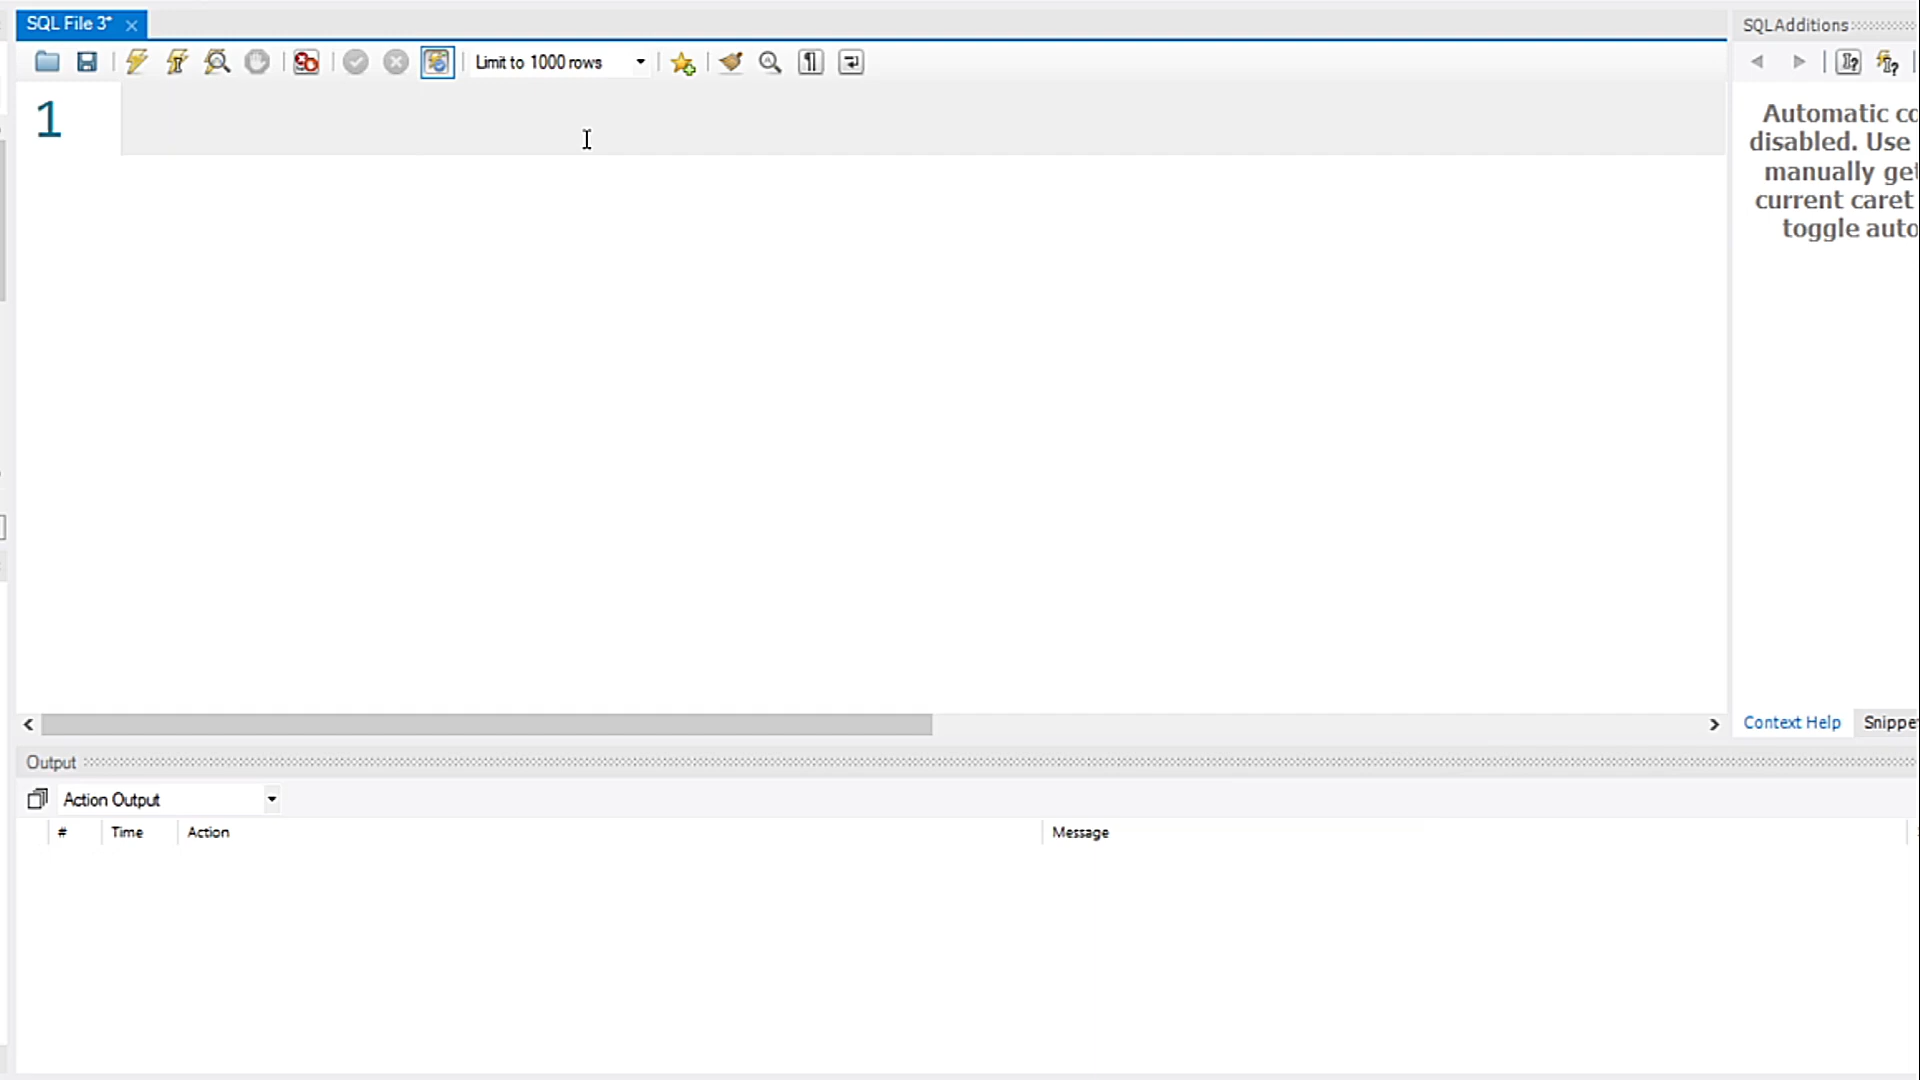 SQL File 3*
SQLAdditions
Limit to 1000 rows
1
Automatic co
disabled. Use
manually get
current caret
toggle auto
Context Help
Snippet
Output
Action Output
# Time Action Message